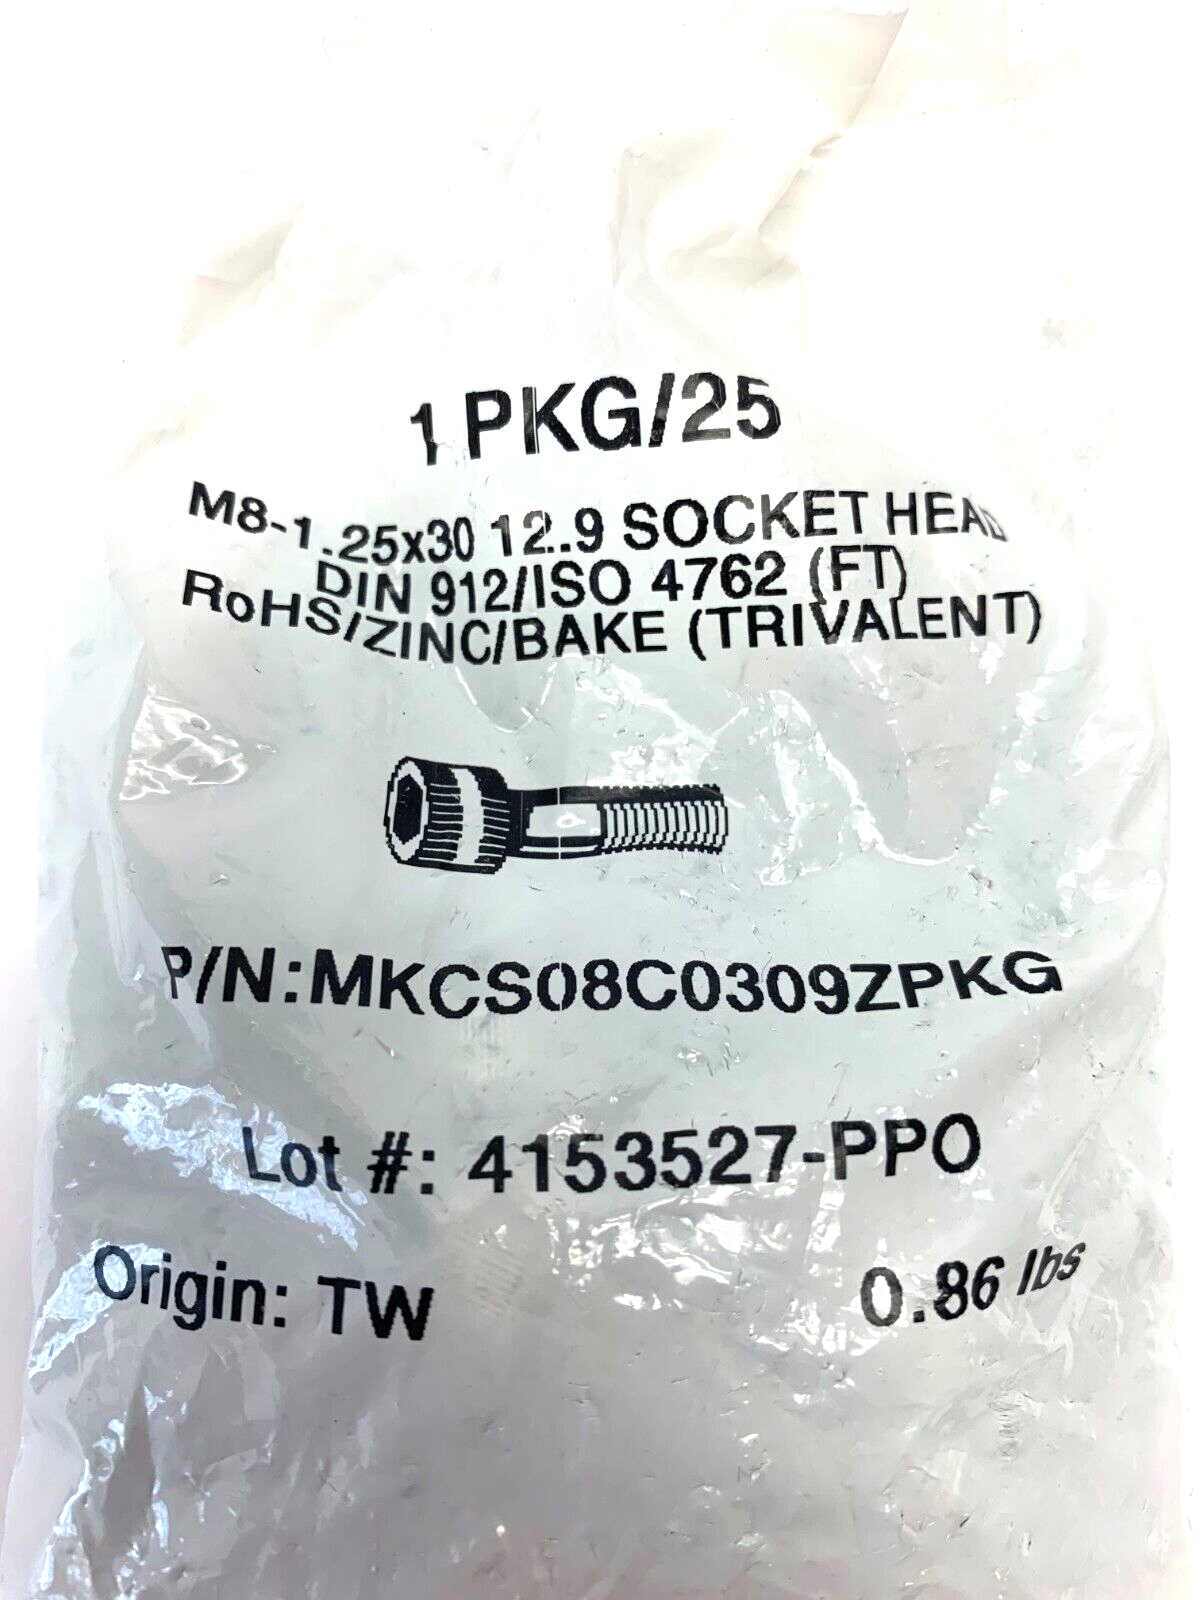 1 PKG/25
M8-1.25x30 12.9 SOCKET HEAD
DIN 912/ISO 4762 (FT)
RoHS/ZINC/BAKE (TRIVALENT)
P/N:MKCS08C0309ZPKG
Lot #: 4153527-PPO
Origin: TW
0.86 lbs